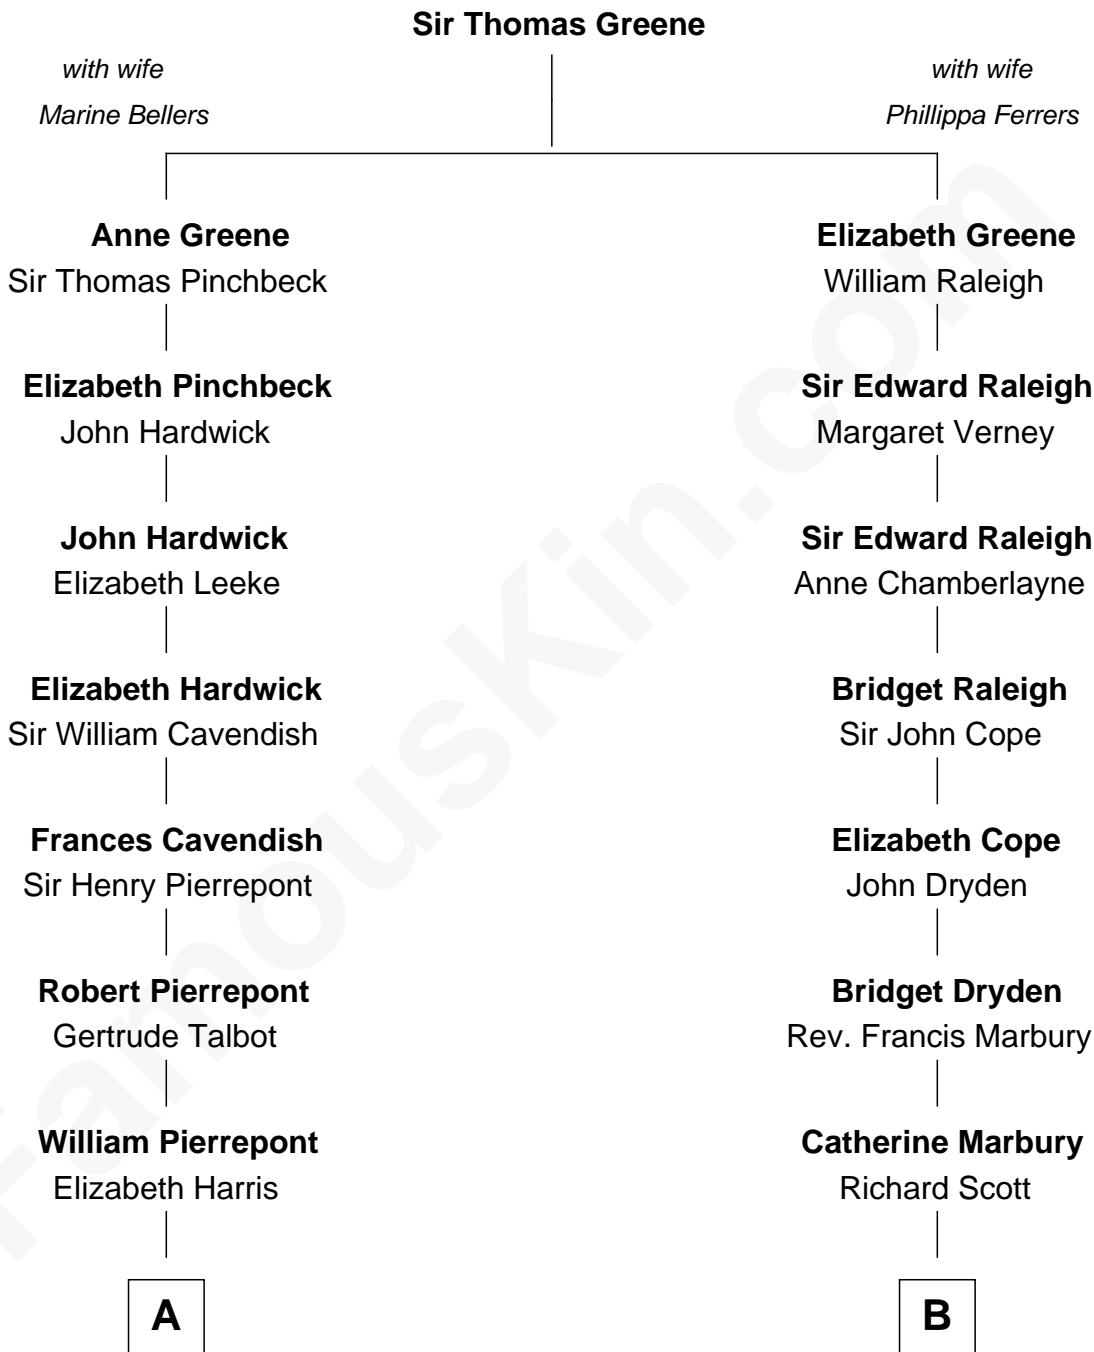 Sir Thomas Greene
with wife
Marine Bellers
with wife
Phillippa Ferrers
Anne Greene
Sir Thomas Pinchbeck
Elizabeth Greene
William Raleigh
Elizabeth Pinchbeck
John Hardwick
Sir Edward Raleigh
Margaret Verney
John Hardwick
Elizabeth Leeke
Sir Edward Raleigh
Anne Chamberlayne
Elizabeth Hardwick
Sir William Cavendish
Bridget Raleigh
Sir John Cope
Frances Cavendish
Sir Henry Pierrepont
Elizabeth Cope
John Dryden
Robert Pierrepont
Gertrude Talbot
Bridget Dryden
Rev. Francis Marbury
William Pierrepont
Elizabeth Harris
Catherine Marbury
Richard Scott
A
B
FamousKin.com